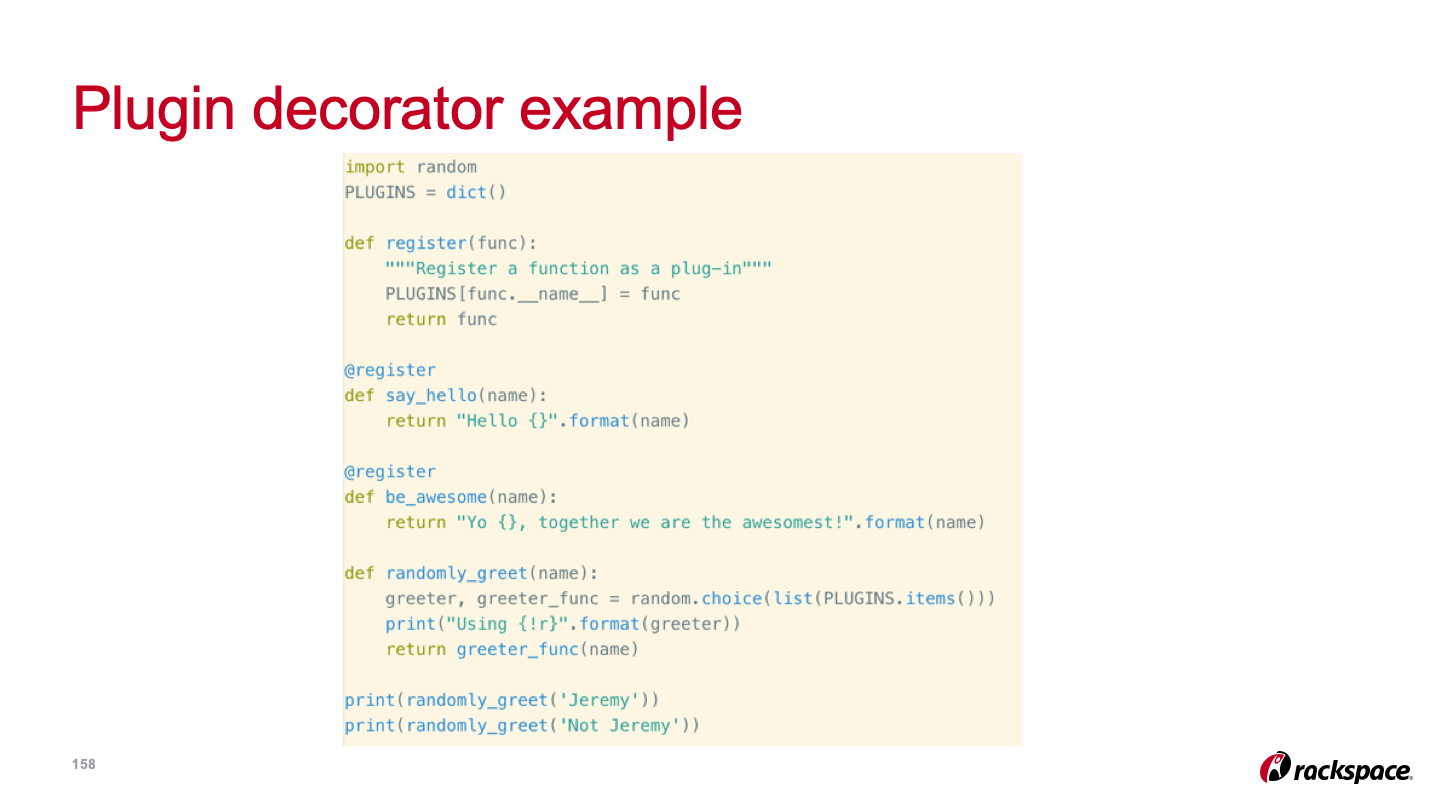 Plugin decorator example
import random
PLUGINS = dict()
def register(func):
    """Register a function as a plug-in"""
    PLUGINS[func.__name__] = func
    return func
@register
def say_hello(name):
    return "Hello {}".format(name)
@register
def be_awesome(name):
    return "Yo {}, together we are the awesomest!".format(name)
def randomly_greet(name):
    greeter, greeter_func = random.choice(list(PLUGINS.items()))
    print("Using {!r}".format(greeter))
    return greeter_func(name)
print(randomly_greet('Jeremy'))
print(randomly_greet('Not Jeremy'))
158
rackspace.